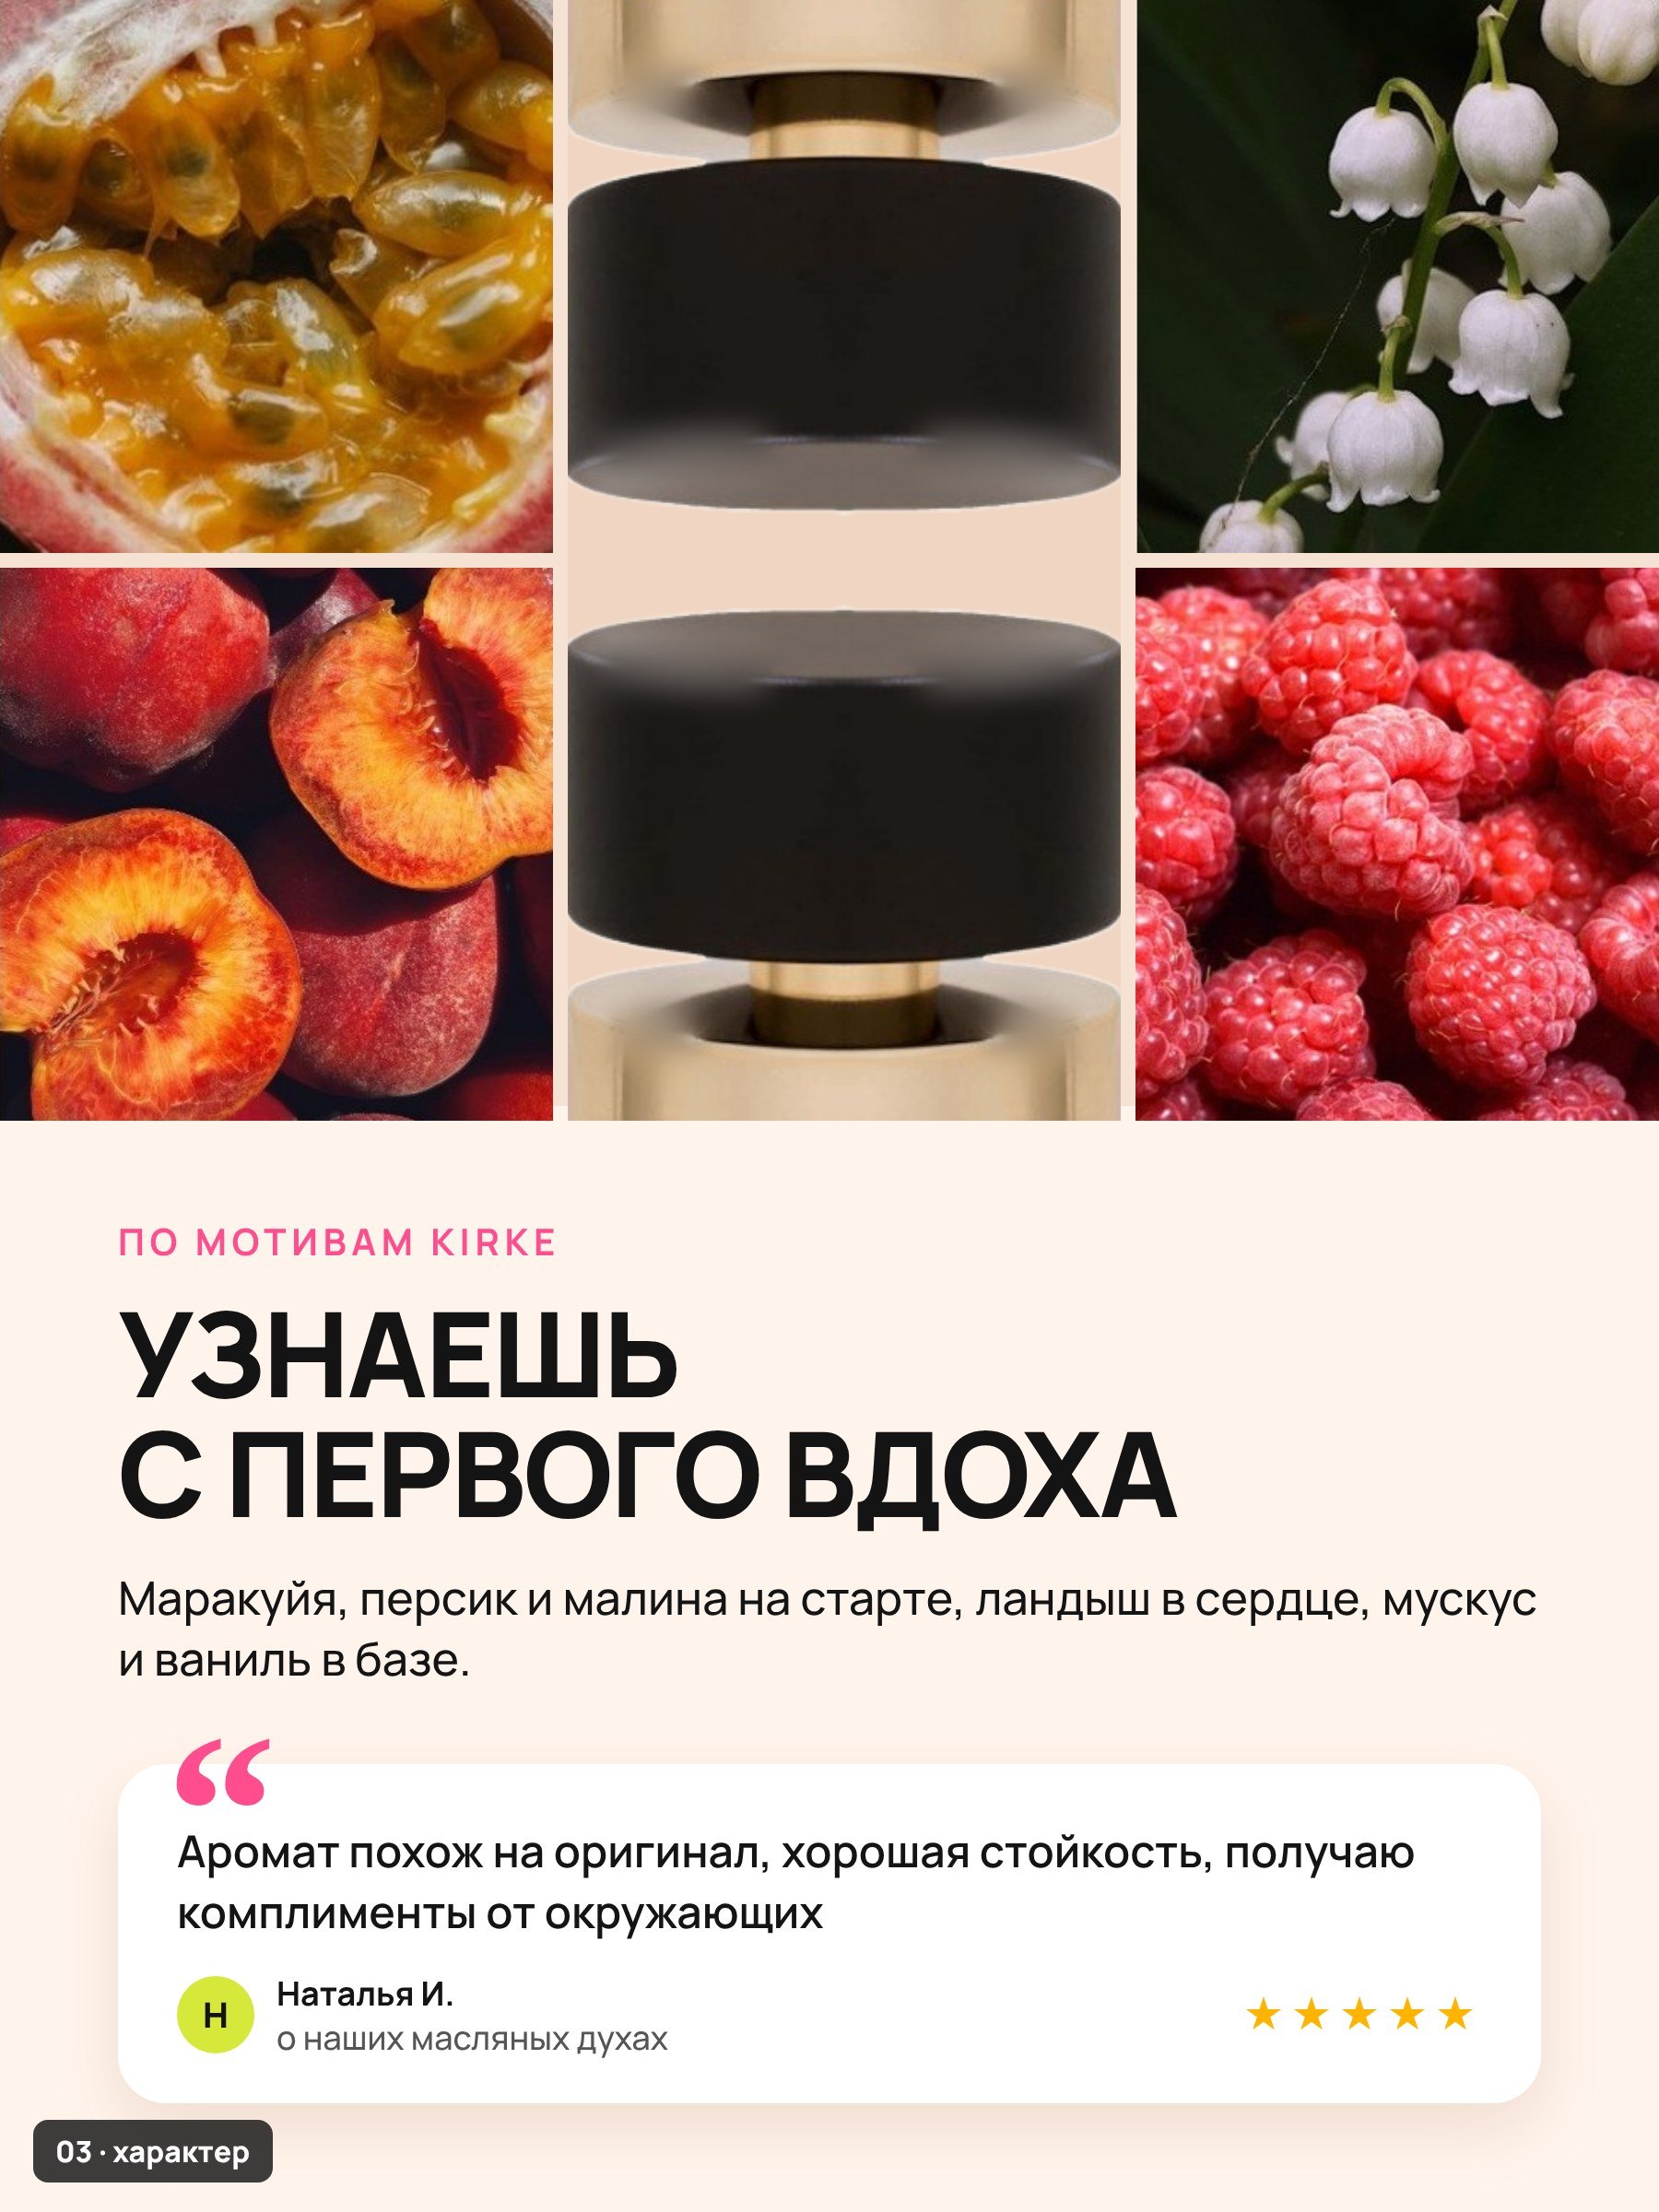 ПО МОТИВАМ KIRKE
УЗНАЕШЬ
С ПЕРВОГО ВДОХА
Маракуйя, персик и малина на старте, ландыш в сердце, мускус
и ваниль в базе.
“
Аромат похож на оригинал, хорошая стойкость, получаю
комплименты от окружающих
Н
Наталья И.
о наших масляных духах
★★★★★
03 · характер